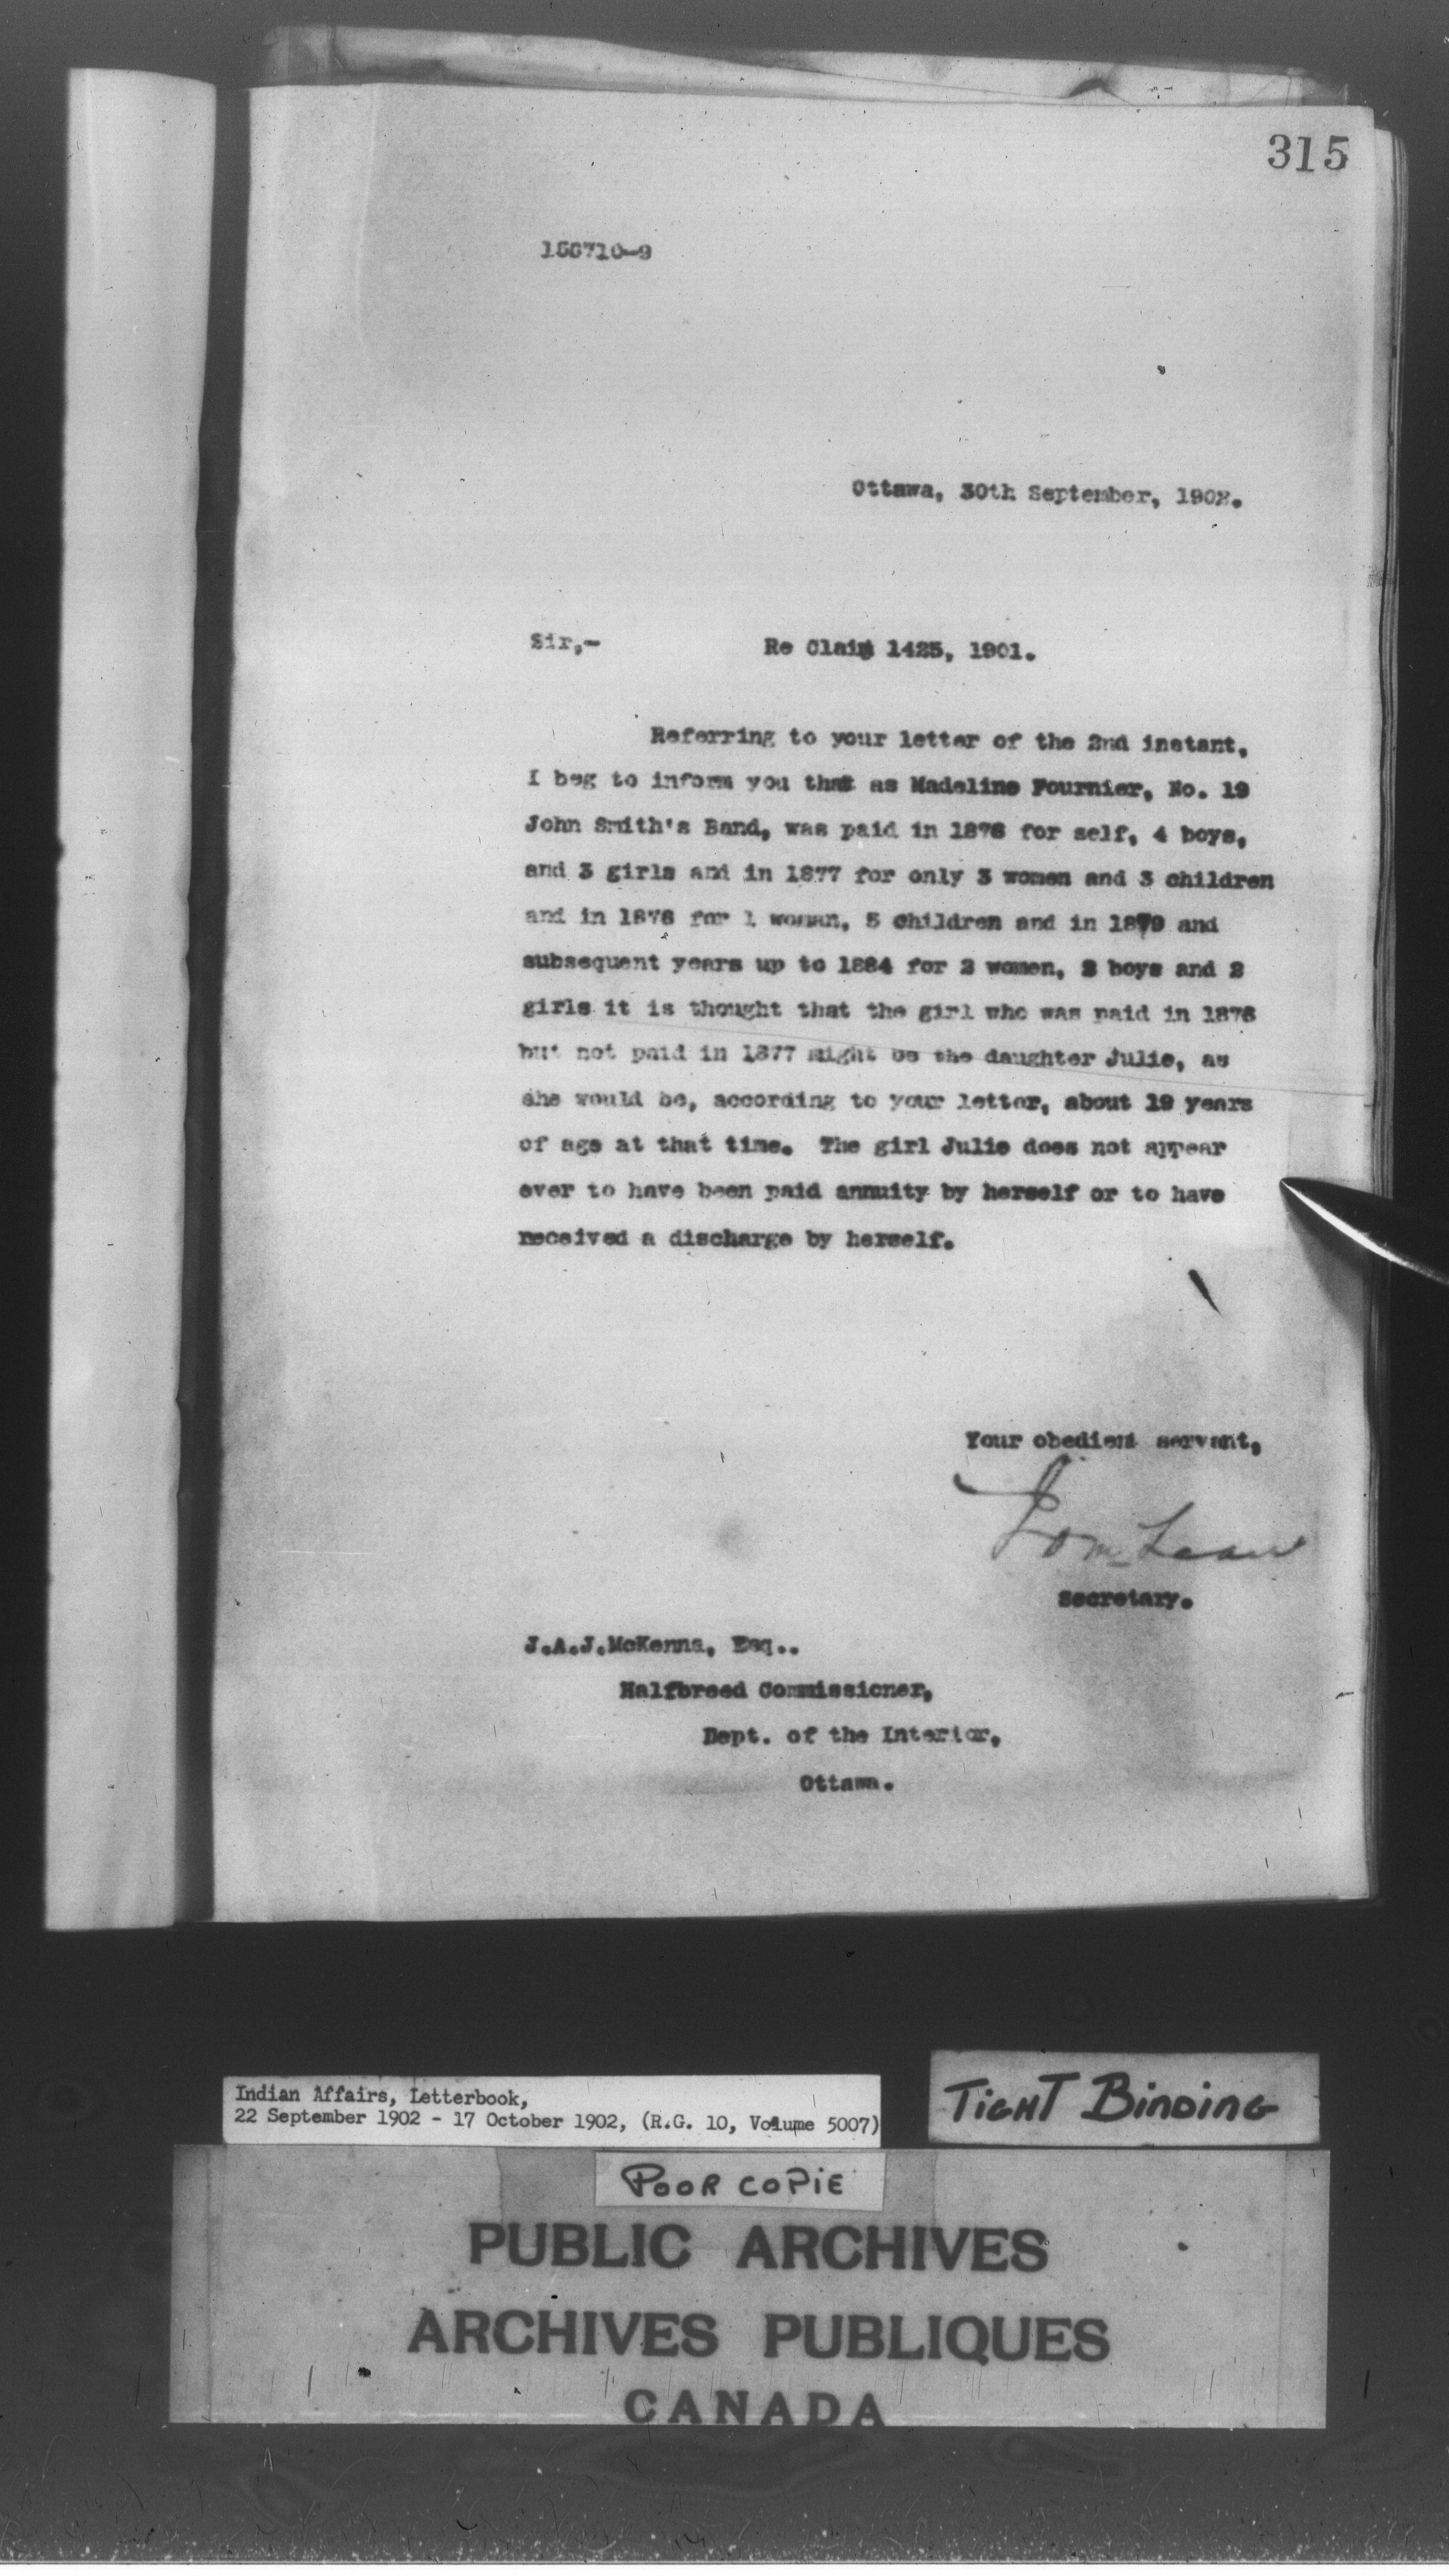 315
Ottawa, 30th September, 1902.
Sir,- Re Claim 1425, 1901.
Referring to your letter of the 2nd instant,
I beg to inform you that as Madeline Fournier, No. 19
John Smith's Band, was paid in 1876 for self, 4 boys,
and 3 girls and in 1877 for only 3 women and 3 children
and in 1878 for 1 woman, 5 children and in 1879 and
subsequent years up to 1884 for 2 women, 2 boys and 2
girls it is thought that the girl who was paid in 1876
but not paid in 1877 might be the daughter Julie, as
she would be, according to your letter, about 19 years
of age at that time. The girl Julie does not appear
ever to have been paid annuity by herself or to have
received a discharge by herself.
Your obedient servant,
Secretary.
J.A.J.McKenna, Esq..
Halfbreed Commissioner,
Dept. of the Interior,
Ottawa.
Indian Affairs, Letterbook,
22 September 1902 - 17 October 1902, (R.G. 10, Volume 5007)
TIGHT BINDING
POOR COPIE
PUBLIC ARCHIVES
ARCHIVES PUBLIQUES
CANADA